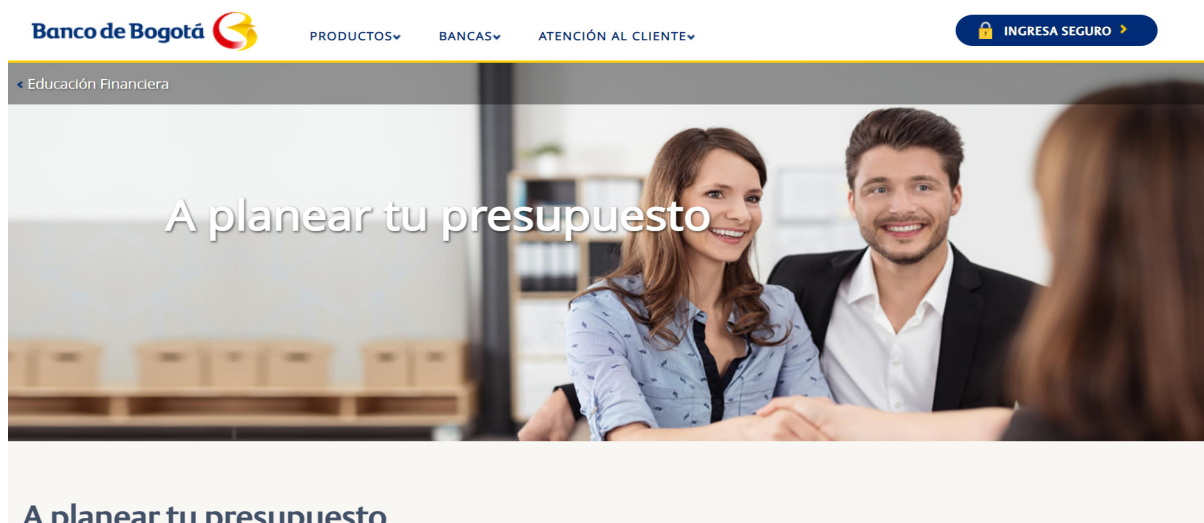 Banco de Bogotá
PRODUCTOS BANCAS ATENCIÓN AL CLIENTE
INGRESA SEGURO >
< Educación Financiera
A planear tu presupuesto
A planear tu presupuesto